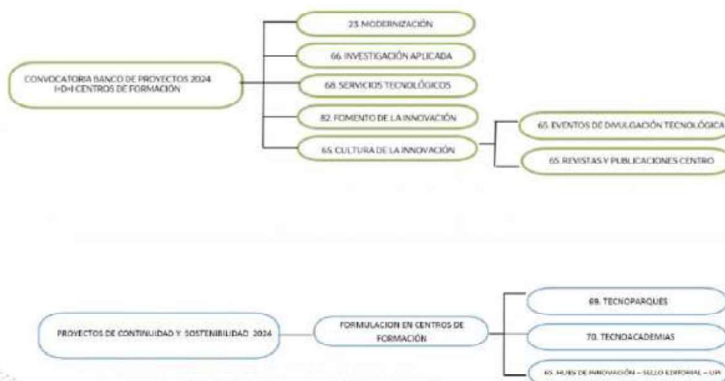 23. MODERNIZACIÓN
66. INVESTIGACIÓN APLICADA
CONVOCATORIA BANCO DE PROYECTOS 2024
I+D+I CENTROS DE FORMACIÓN
68. SERVICIOS TECNOLÓGICOS
82. FOMENTO DE LA INNOVACIÓN
65. CULTURA DE LA INNOVACIÓN
65. EVENTOS DE DIVULGACIÓN TECNOLÓGICA
65. REVISTAS Y PUBLICACIONES CENTRO
PROYECTOS DE CONTINUIDAD Y SOSTENIBILIDAD 2024
FORMULACION EN CENTROS DE
FORMACIÓN
69. TECNOPARQUES
70. TECNOACADEMIAS
65. HUBS DE INNOVACIÓN – SELLO EDITORIAL – UPI